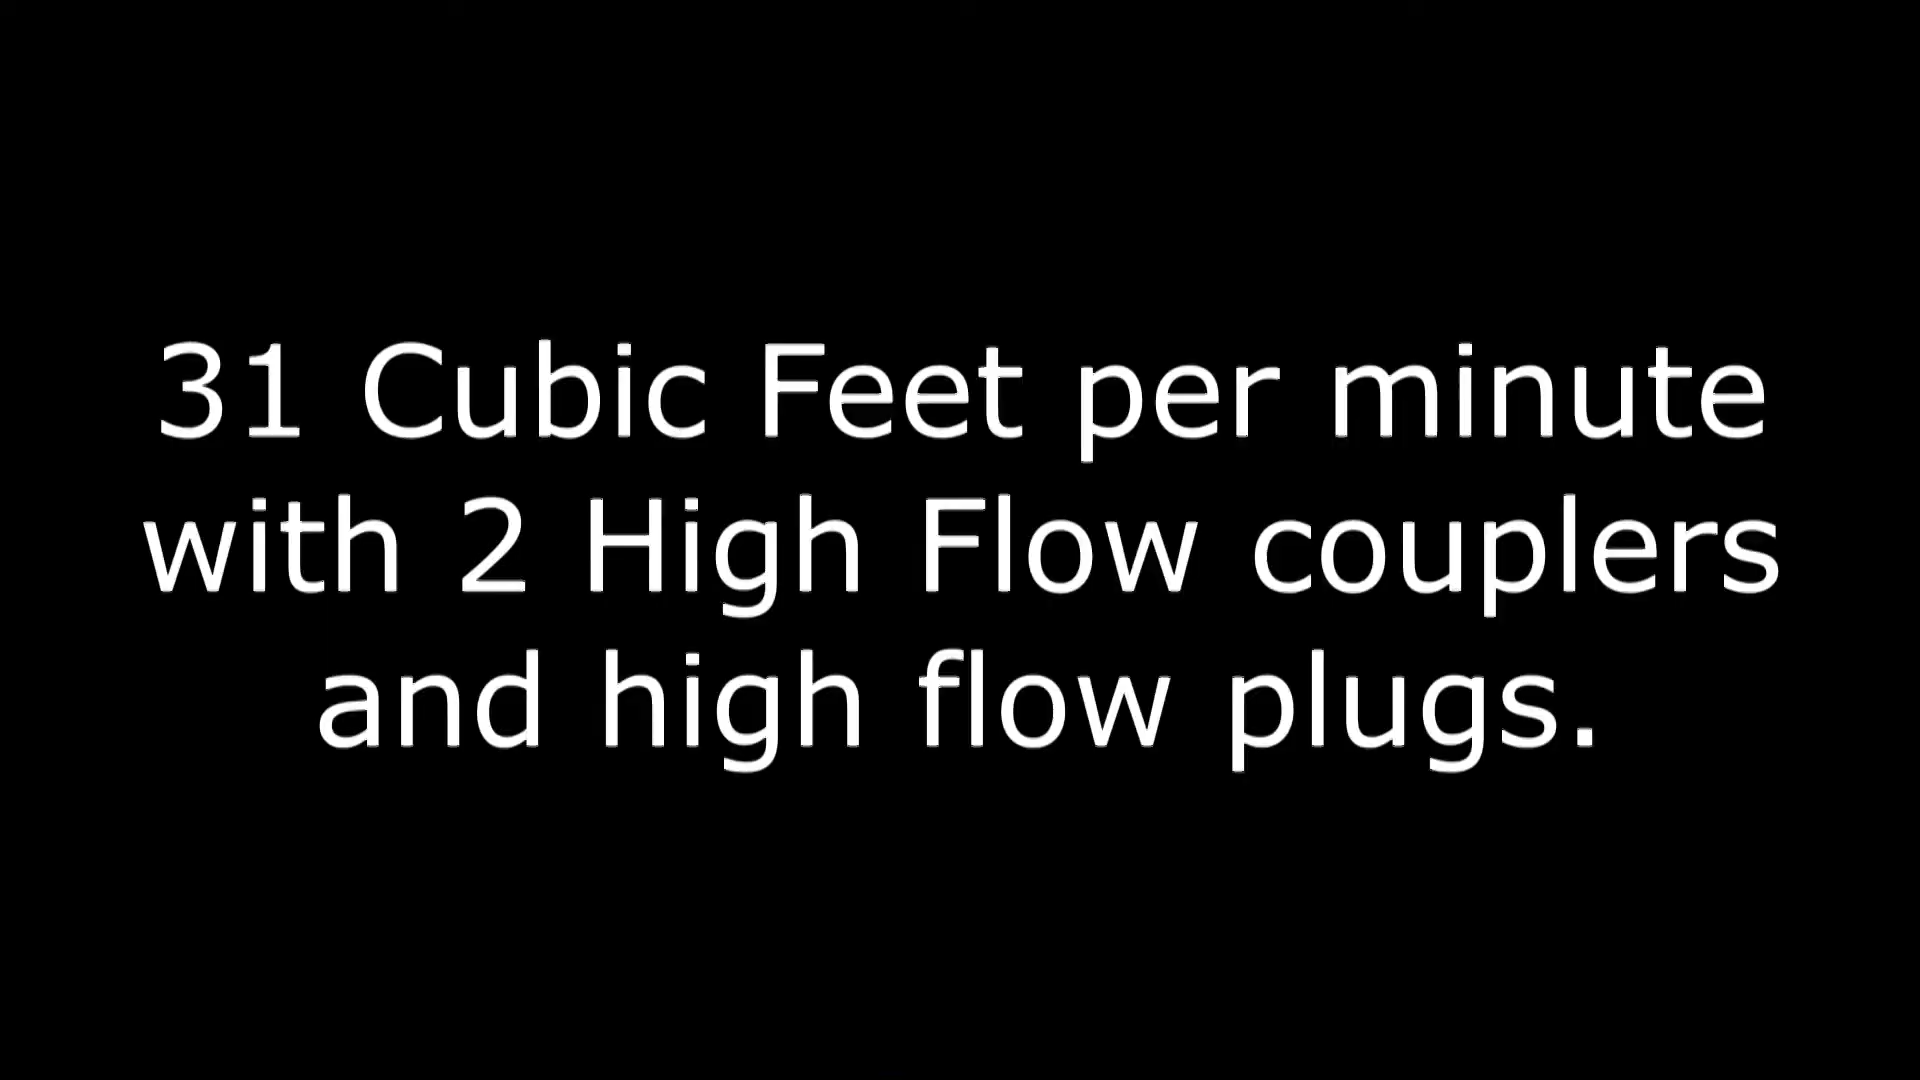 31 Cubic Feet per minute
with 2 High Flow couplers
and high flow plugs.